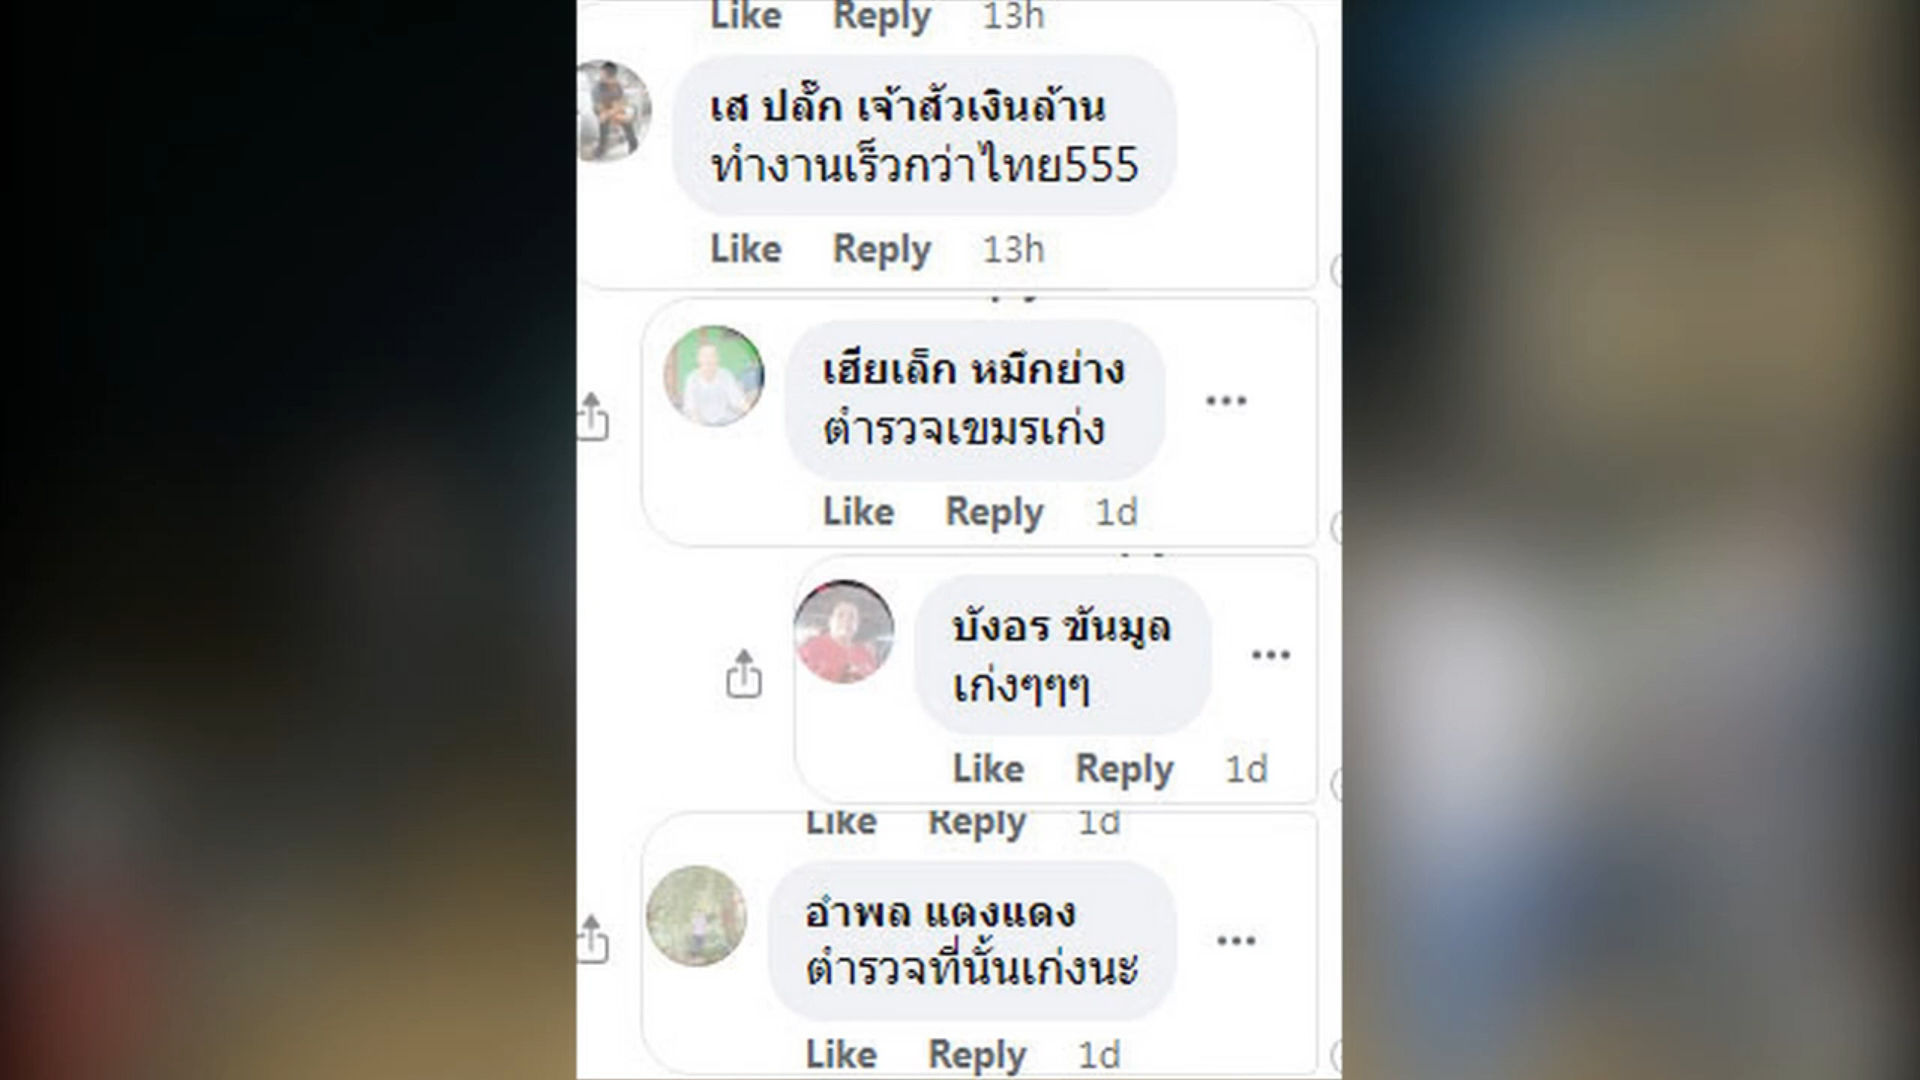 Like Reply 13h
เส ปลั๊ก เจ้าสัวเงินล้าน
ทำงานเร็วกว่าไทย555
Like Reply 13h
เฮียเล็ก หมึกย่าง
ตำรวจเขมรเก่ง
Like Reply 1d
บังอร ขันมูล
เก่งๆๆๆ
Like Reply 1d
Like Reply 1d
อำพล แตงแดง
ตำรวจที่นั้นเก่งนะ
Like Reply 1d